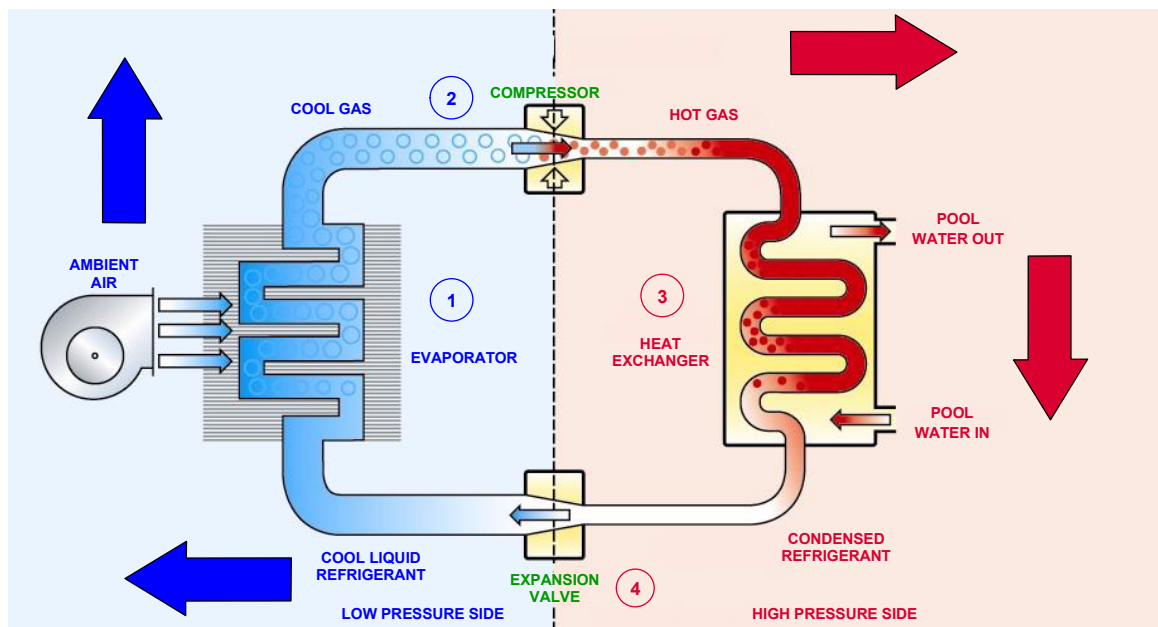 2
COMPRESSOR
COOL GAS
HOT GAS
POOL
WATER OUT
AMBIENT
AIR
1
3
EVAPORATOR
HEAT
EXCHANGER
POOL
WATER IN
COOL LIQUID
REFRIGERANT
EXPANSION
VALVE
4
CONDENSED
REFRIGERANT
LOW PRESSURE SIDE
HIGH PRESSURE SIDE